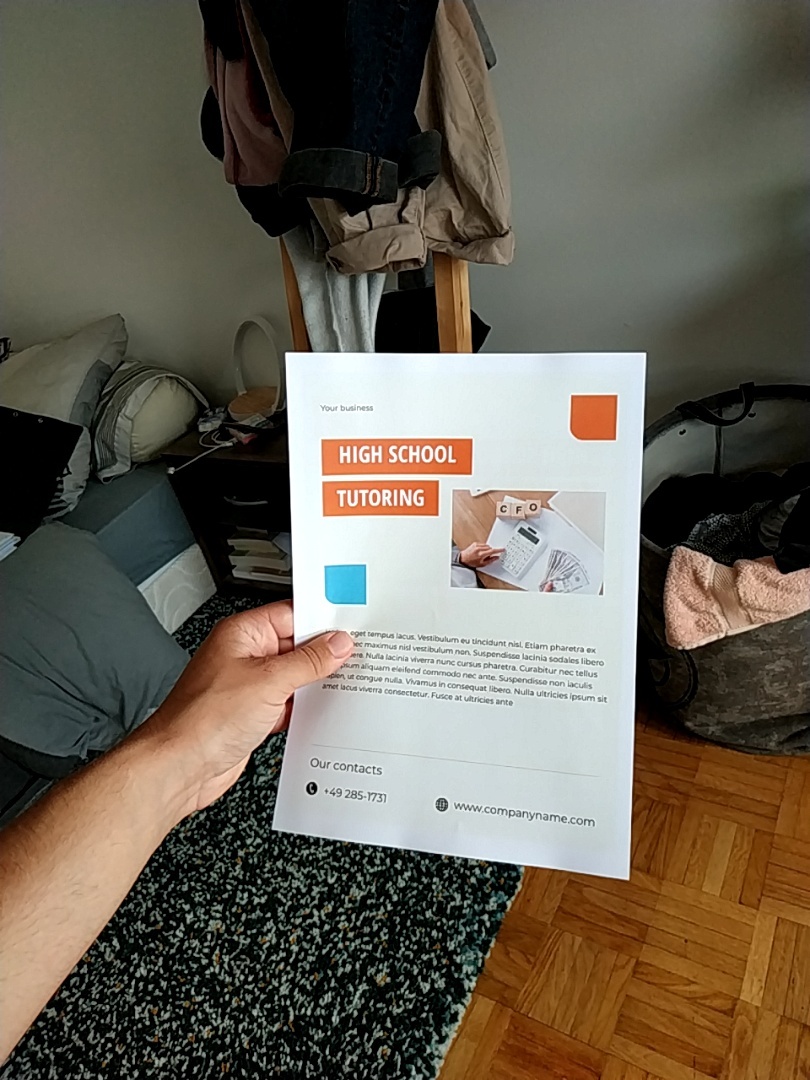 Your business
HIGH SCHOOL
TUTORING
C F O
eget tempus lacus. Vestibulum eu tincidunt nisi. Etiam pharetra ex
nec maximus nisl vestibulum non. Suspendisse lacinia sodales libero
Nulla lacinia viverra nunc cursus pharetra. Curabitur nec tellus
ipsum aliquam eleifend commodo nec ante. Suspendisse non iaculis
ut congue nulla. Vivamus in consequat libero. Nulla ultricies ipsum sit
amet lacus viverra consectetur. Fusce at ultricies ante
Our contacts
+49 285-1731
www.companyname.com